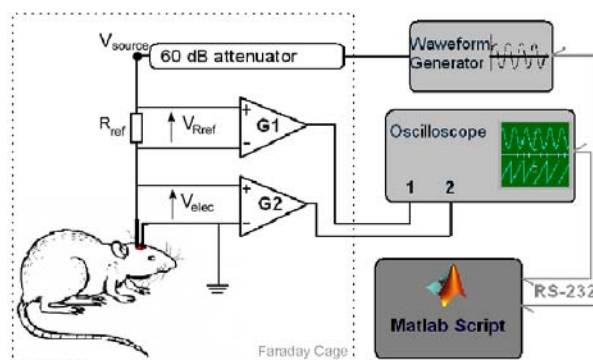 Vsource
60 dB attenuator
Waweform
Generator
Rref
+
VRref
-
G1
Oscilloscope
1 2
+
Velec
-
G2
RS-232
Matlab Script
Faraday Cage